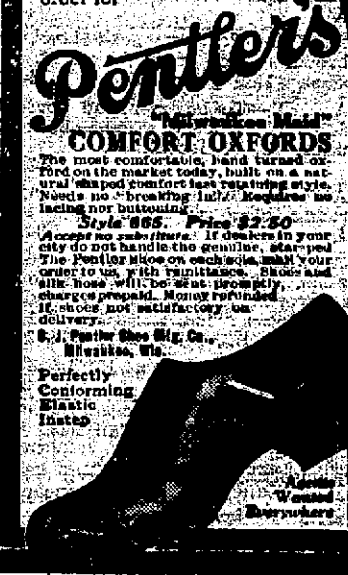 order for
Pentler's
"Milwaukee Maid"
COMFORT OXFORDS
The most comfortable, hand turned ox-
ford on the market today, built on a nat-
ural shaped comfort last retaining style.
Needs no "breaking in." Requires no
lacing nor buttoning.
Style 665. Price $2.50
Accept no substitute. If dealers in your
city do not handle the genuine, stamped
The Pentler shoe on each sole, mail your
order to us, with remittance. Shoes and
silk hose will be sent promptly,
charges prepaid. Money refunded
if shoes not satisfactory on
delivery.
Pentler Shoe Mfg. Co.,
Milwaukee, Wis.
Perfectly
Conforming
Elastic
Instep
Agents
Wanted
Everywhere